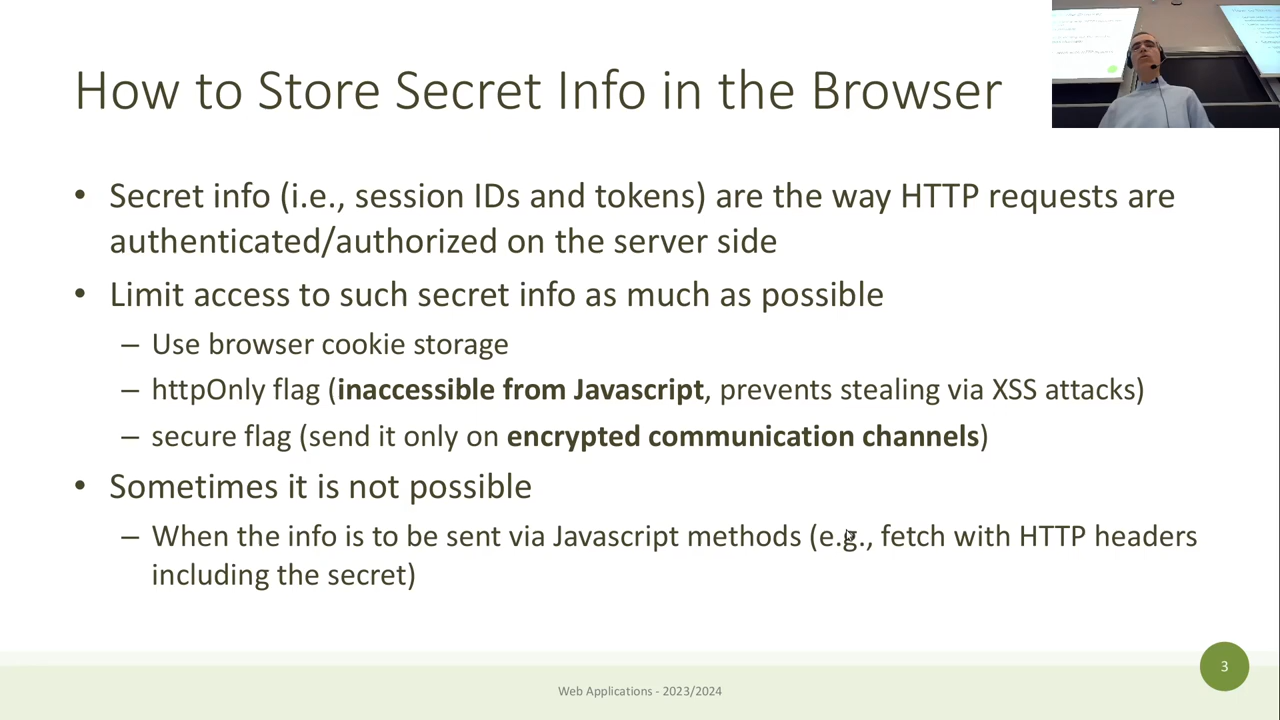 How to Store Secret Info in the Browser
• Secret info (i.e., session IDs and tokens) are the way HTTP requests are
authenticated/authorized on the server side
• Limit access to such secret info as much as possible
– Use browser cookie storage
– httpOnly flag (inaccessible from Javascript, prevents stealing via XSS attacks)
– secure flag (send it only on encrypted communication channels)
• Sometimes it is not possible
– When the info is to be sent via Javascript methods (e.g., fetch with HTTP headers
including the secret)
Web Applications - 2023/2024
3